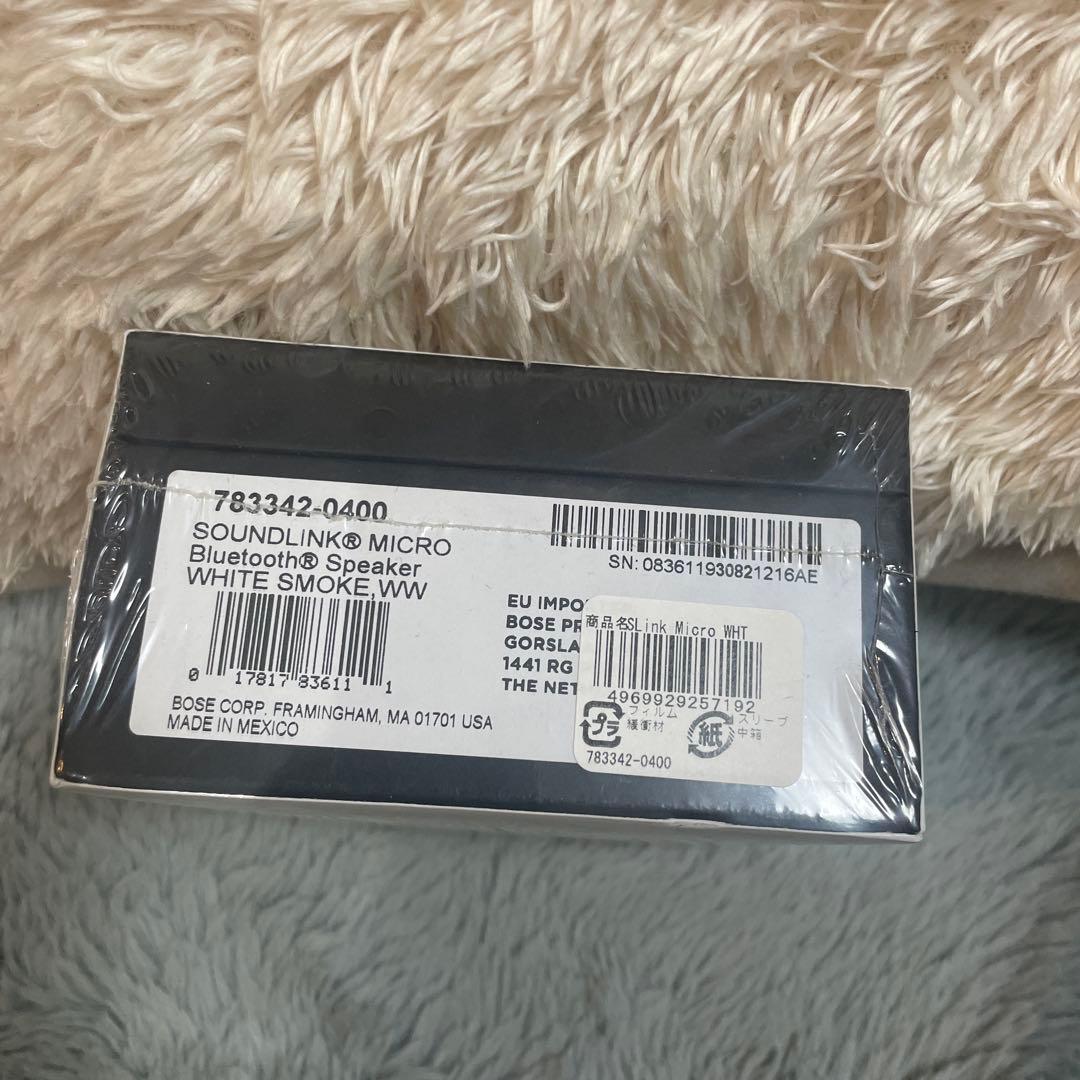 783342-0400
SOUNDLINK® MICRO
Bluetooth® Speaker
WHITE SMOKE,WW
0 17817 83611 1
BOSE CORP. FRAMINGHAM, MA 01701 USA
MADE IN MEXICO
SN: 083611930821216AE
EU IMPO
BOSE PR
GORSLA
1441 RG
THE NET
商品名SLink Micro WHT
4969929257192
プラ
フィルム
緩衝材
紙
スリーブ
中箱
783342-0400